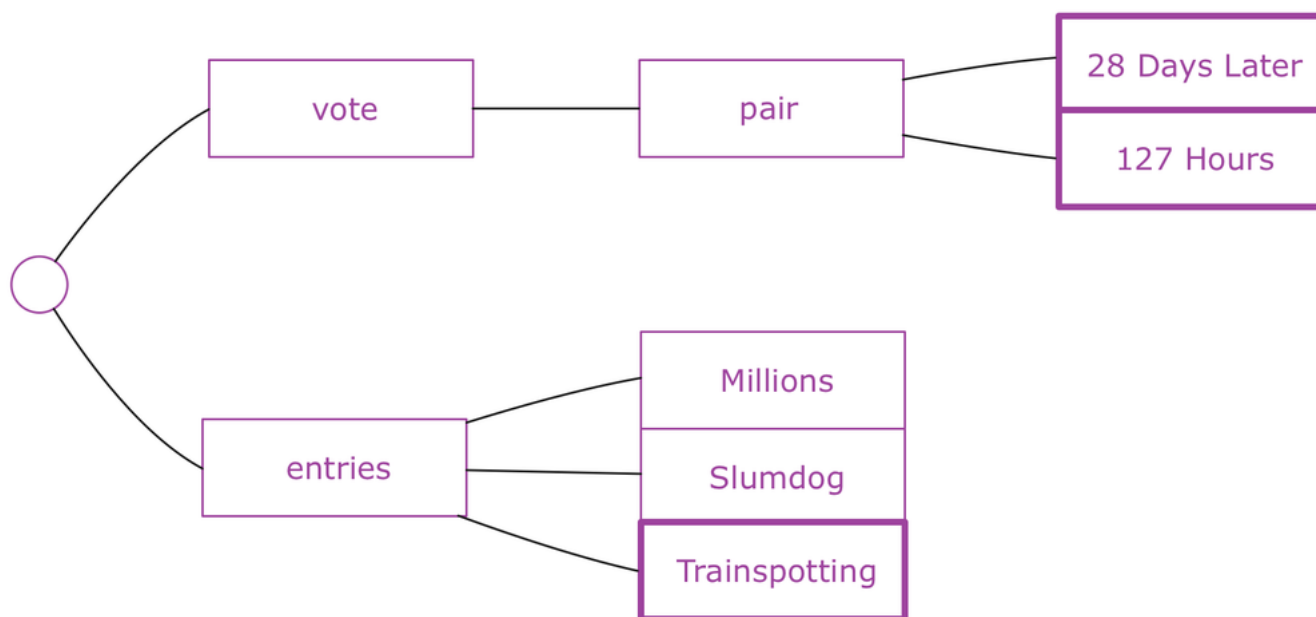 vote
pair
28 Days Later
127 Hours
entries
Millions
Slumdog
Trainspotting